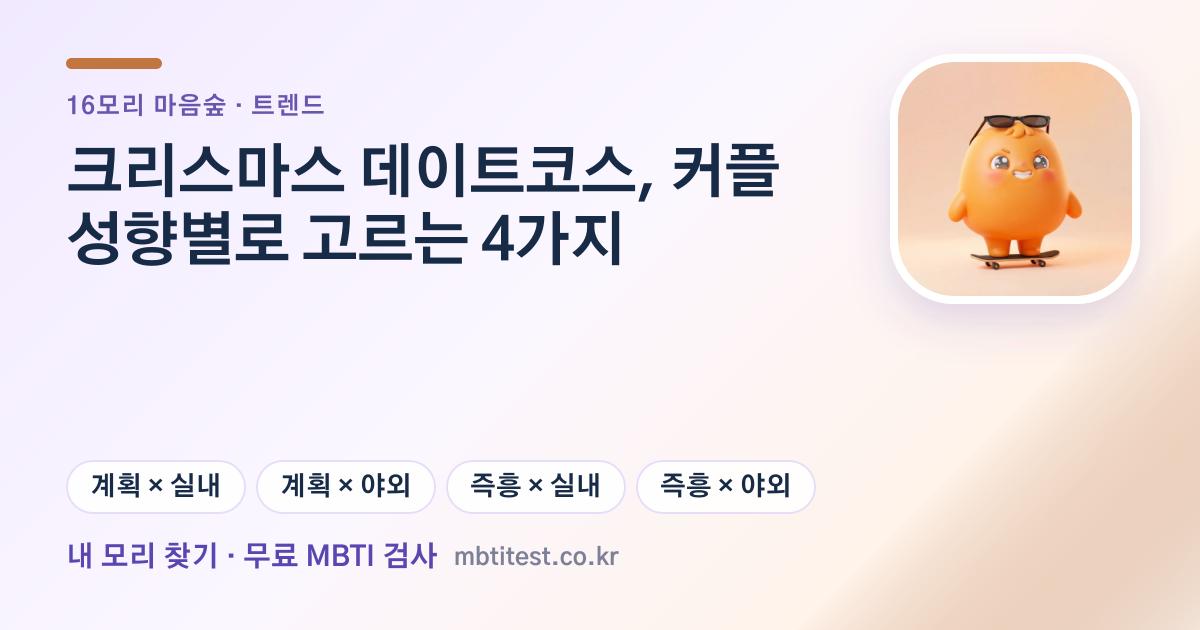 16모리 마음숲 · 트렌드
크리스마스 데이트코스, 커플
성향별로 고르는 4가지
계획 × 실내
계획 × 야외
즉흥 × 실내
즉흥 × 야외
내 모리 찾기 · 무료 MBTI 검사 mbtitest.co.kr